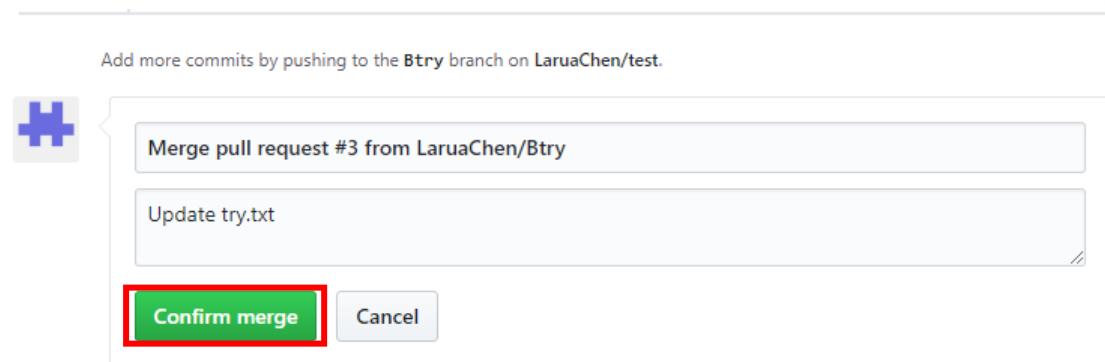 Add more commits by pushing to the Btry branch on LaruaChen/test.
Merge pull request #3 from LaruaChen/Btry
Update try.txt
Confirm merge Cancel